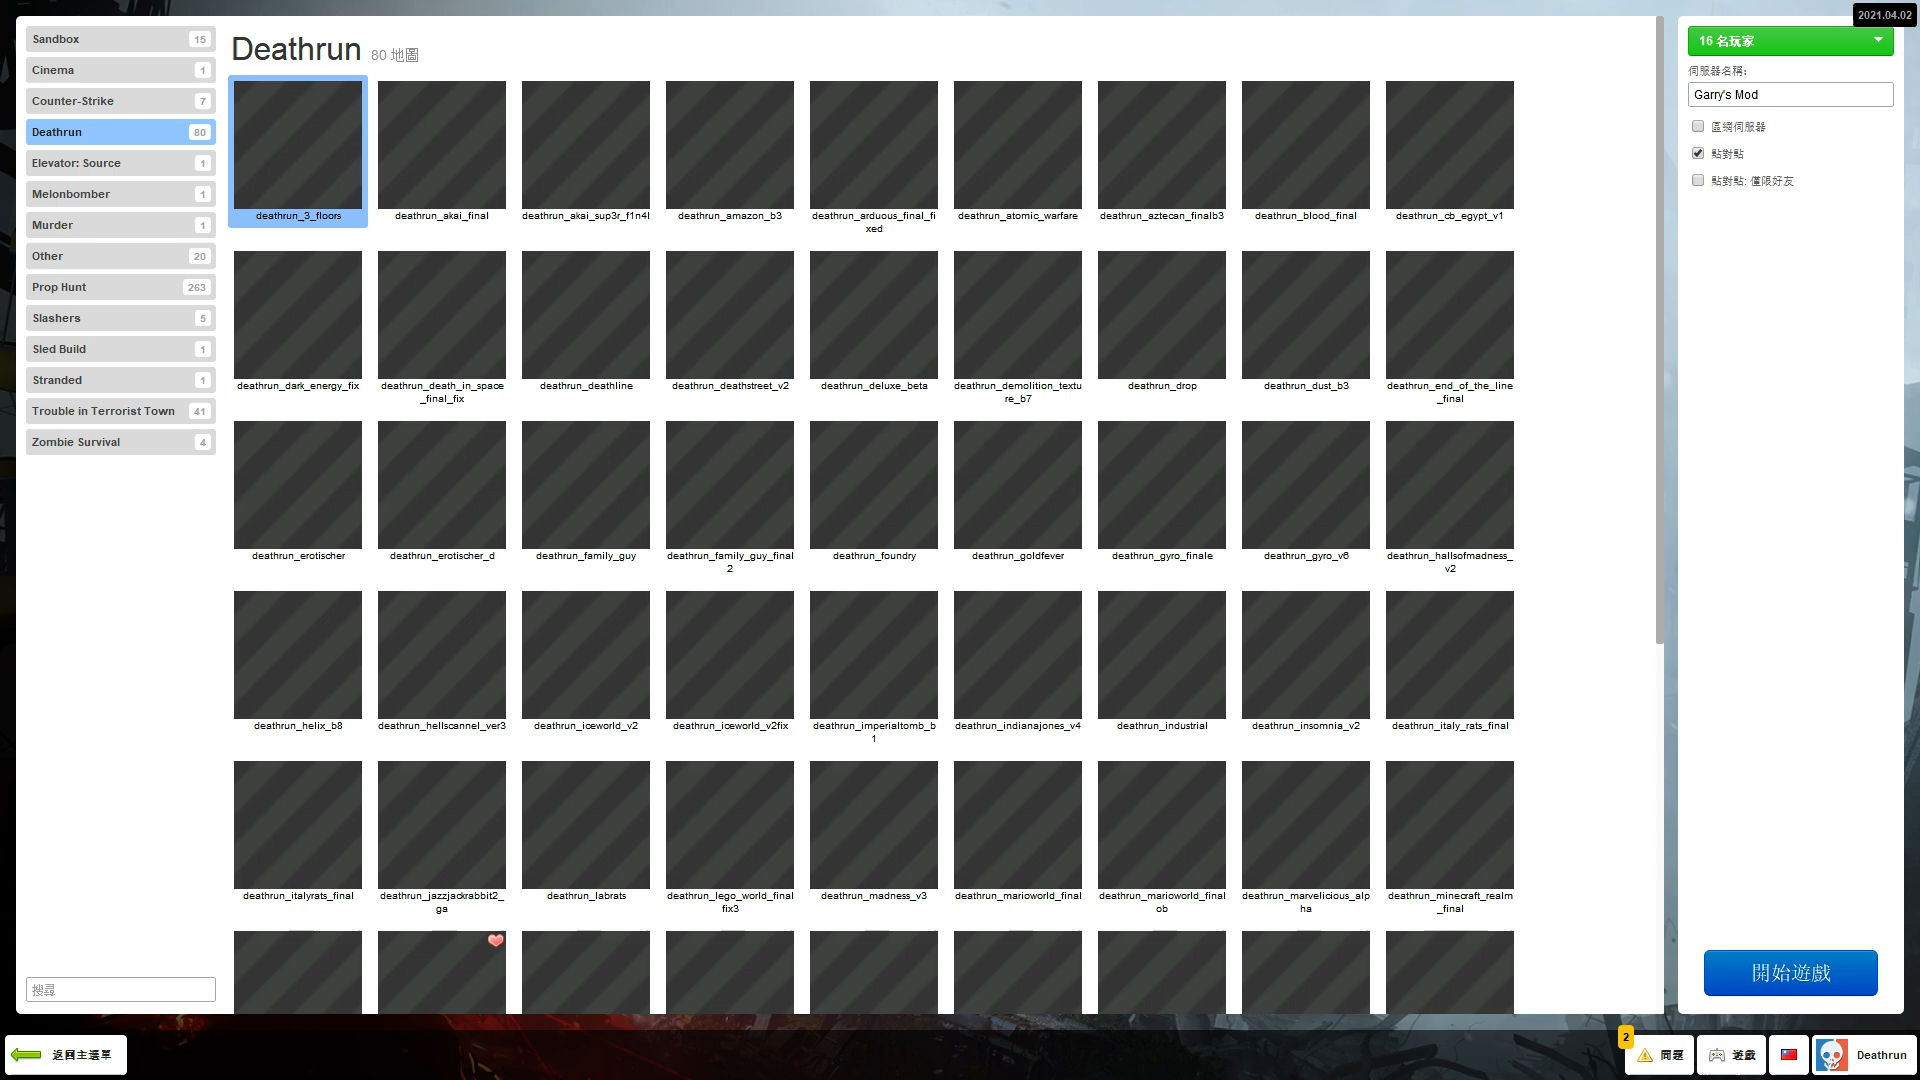 2021.04.02
Sandbox 15
Cinema 1
Counter-Strike 7
Deathrun 80
Elevator: Source 1
Melonbomber 1
Murder 1
Other 20
Prop Hunt 263
Slashers 5
Sled Build 1
Stranded 1
Trouble in Terrorist Town 41
Zombie Survival 4
搜尋
Deathrun 80 地圖
deathrun_3_floors
deathrun_akai_final
deathrun_akai_sup3r_f1n4l
deathrun_amazon_b3
deathrun_arduous_final_fi
xed
deathrun_atomic_warfare
deathrun_aztecan_finalb3
deathrun_blood_final
deathrun_cb_egypt_v1
deathrun_dark_energy_fix
deathrun_death_in_space
_final_fix
deathrun_deathline
deathrun_deathstreet_v2
deathrun_deluxe_beta
deathrun_demolition_textu
re_b7
deathrun_drop
deathrun_dust_b3
deathrun_end_of_the_line
_final
deathrun_erotischer
deathrun_erotischer_d
deathrun_family_guy
deathrun_family_guy_final
2
deathrun_foundry
deathrun_goldfever
deathrun_gyro_finale
deathrun_gyro_v6
deathrun_hallsofmadness_
v2
deathrun_helix_b8
deathrun_hellscannel_ver3
deathrun_iceworld_v2
deathrun_iceworld_v2fix
deathrun_imperialtomb_b
1
deathrun_indianajones_v4
deathrun_industrial
deathrun_insomnia_v2
deathrun_italy_rats_final
deathrun_italyrats_final
deathrun_jazzjackrabbit2_
ga
deathrun_labrats
deathrun_lego_world_final
fix3
deathrun_madness_v3
deathrun_marioworld_final
deathrun_marioworld_final
ob
deathrun_marvelicious_alp
ha
deathrun_minecraft_realm
_final
16 名玩家
伺服器名稱:
Garry's Mod
區網伺服器
點對點
點對點: 僅限好友
開始遊戲
返回主選單
2
問題
遊戲
Deathrun